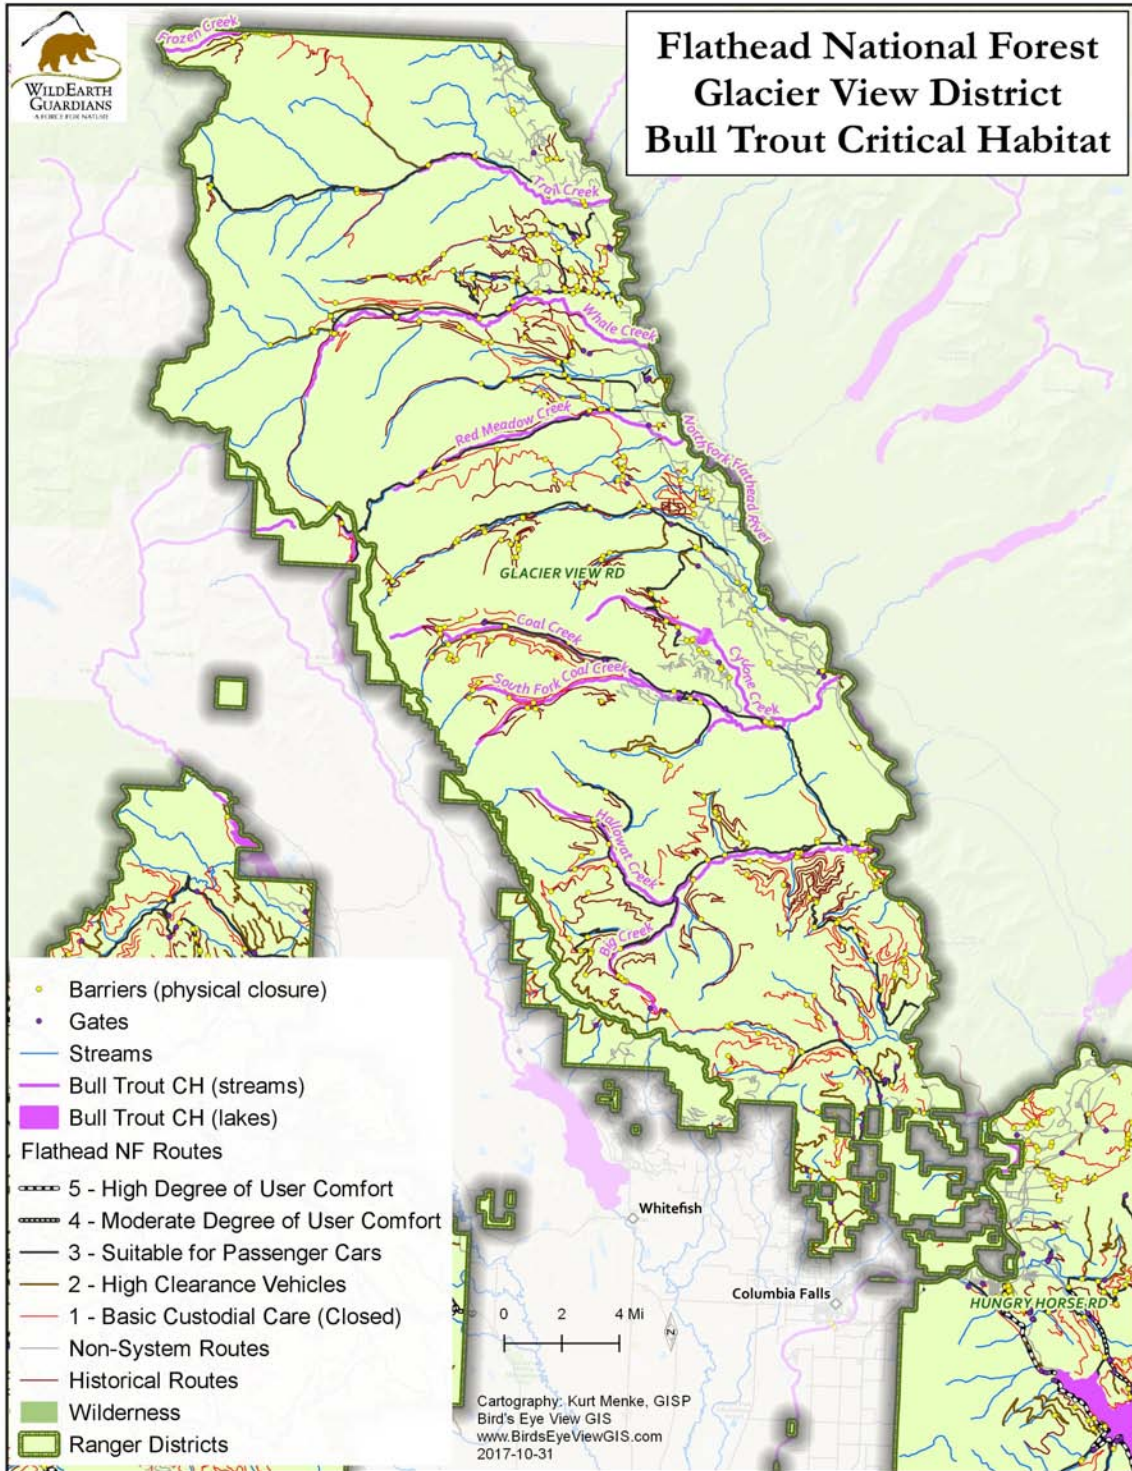 WILDEARTH
GUARDIANS
A FORCE FOR NATURE
Flathead National Forest
Glacier View District
Bull Trout Critical Habitat
Frozen Creek
Trail Creek
Whale Creek
Red Meadow Creek
North Fork Flathead River
GLACIER VIEW RD
Coal Creek
South Fork Coal Creek
Cyclone Creek
Hallowat Creek
Big Creek
Barriers (physical closure)
Gates
Streams
Bull Trout CH (streams)
Bull Trout CH (lakes)
Flathead NF Routes
5 - High Degree of User Comfort
4 - Moderate Degree of User Comfort
3 - Suitable for Passenger Cars
2 - High Clearance Vehicles
1 - Basic Custodial Care (Closed)
Non-System Routes
Historical Routes
Wilderness
Ranger Districts
Whitefish
Columbia Falls
HUNGRY HORSE RD
0 2 4 Mi
N
Cartography: Kurt Menke, GISP
Bird's Eye View GIS
www.BirdsEyeViewGIS.com
2017-10-31